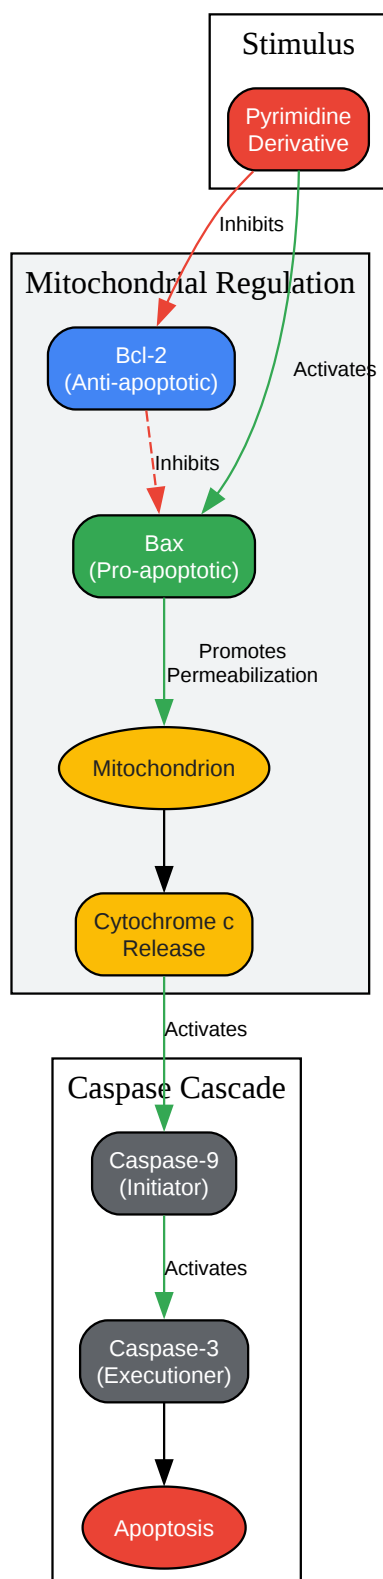 Stimulus
Pyrimidine
Derivative
Inhibits
Mitochondrial Regulation
Bcl-2
(Anti-apoptotic)
Activates
Inhibits
Bax
(Pro-apoptotic)
Promotes
Permeabilization
Mitochondrion
Cytochrome c
Release
Activates
Caspase Cascade
Caspase-9
(Initiator)
Activates
Caspase-3
(Executioner)
Apoptosis